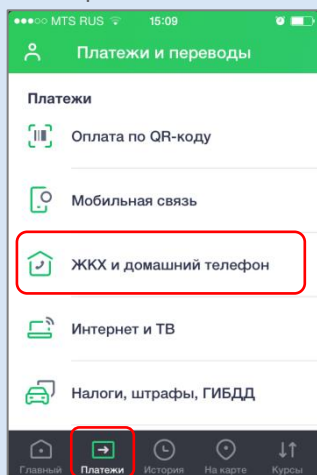 MTS RUS 15:09
Платежи и переводы
Платежи
Оплата по QR-коду
Мобильная связь
ЖКХ и домашний телефон
Интернет и ТВ
Налоги, штрафы, ГИБДД
Главный Платежи История На карте Курсы